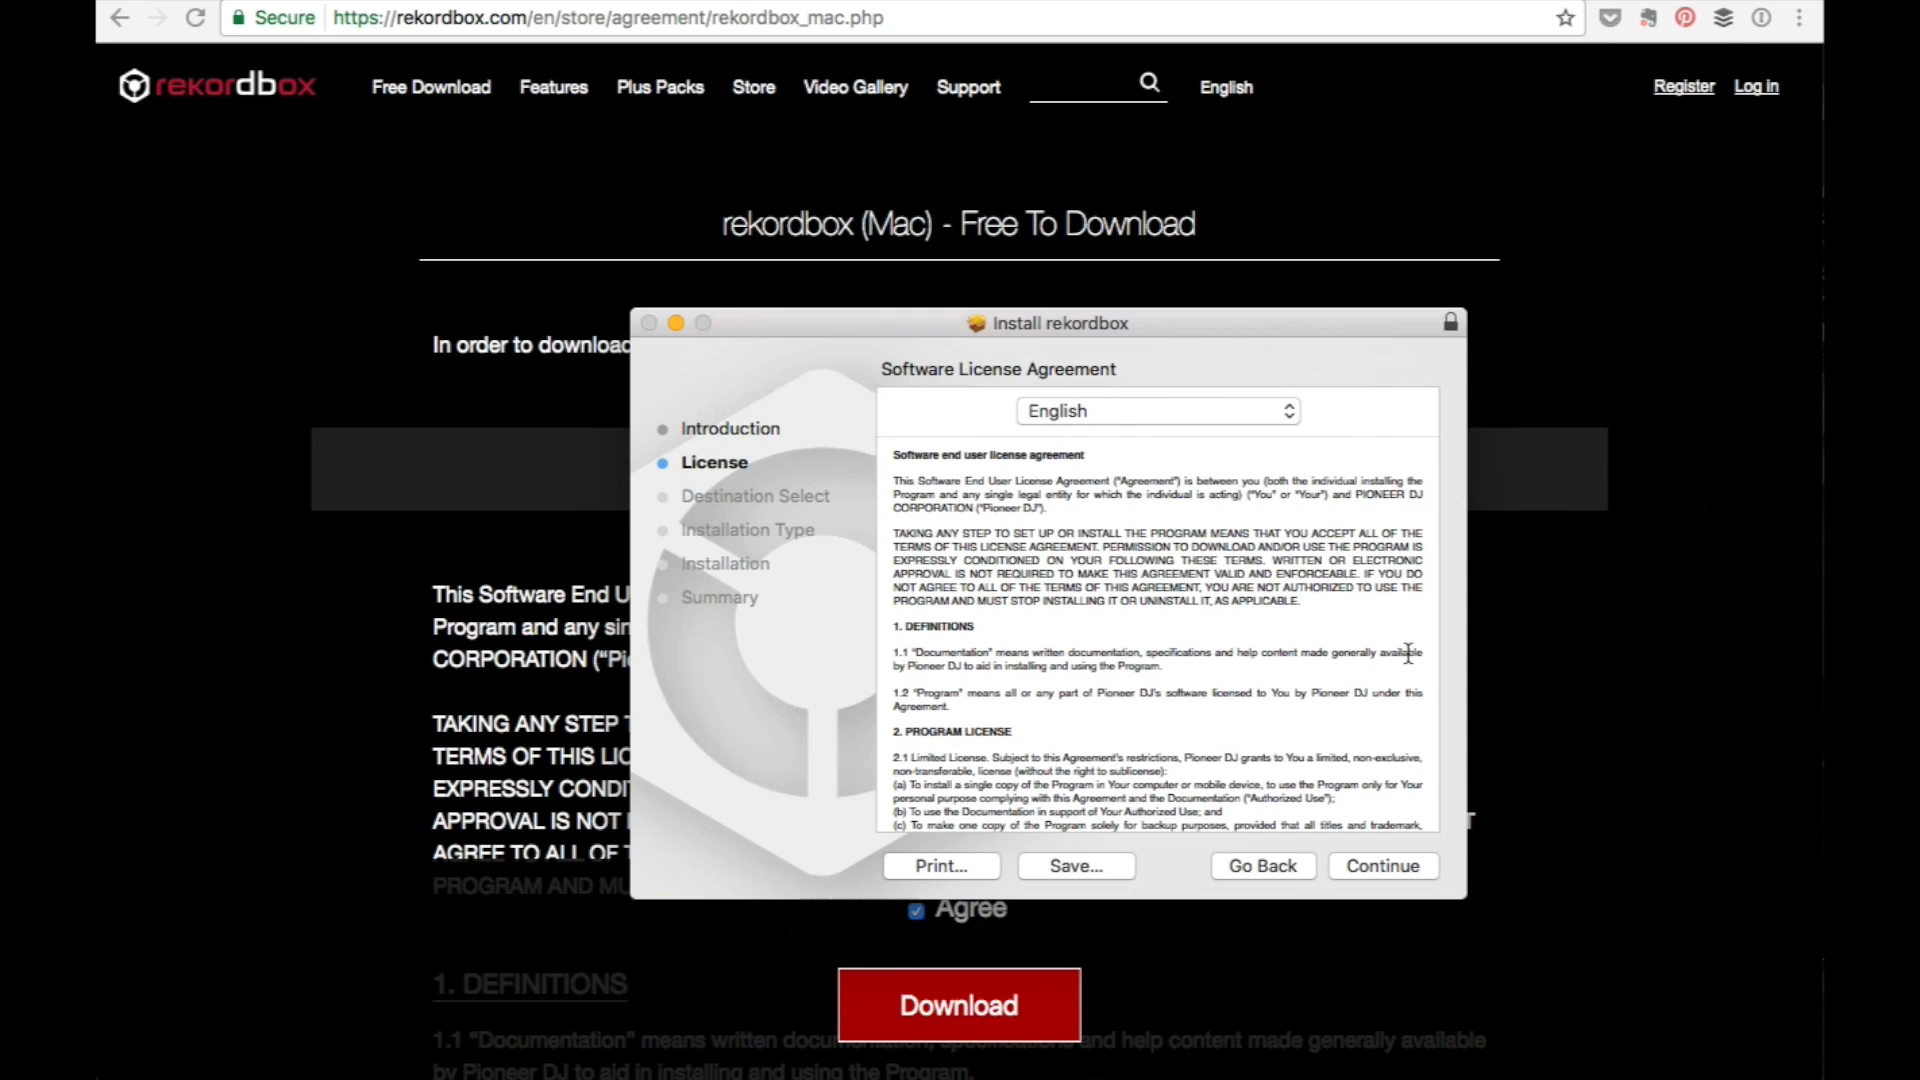 Secure https://rekordbox.com/en/store/agreement/rekordbox_mac.php
rekordbox Free Download Features Plus Packs Store Video Gallery Support English Register Log in
rekordbox (Mac) - Free To Download
In order to download
Install rekordbox
Software License Agreement
English
Introduction
License
Destination Select
Installation Type
Installation
Summary
Software end user license agreement
This Software End User License Agreement ("Agreement") is between you (both the individual installing the
Program and any single legal entity for which the individual is acting) ("You" or "Your") and PIONEER DJ
CORPORATION ("Pioneer DJ").
TAKING ANY STEP TO SET UP OR INSTALL THE PROGRAM MEANS THAT YOU ACCEPT ALL OF THE
TERMS OF THIS LICENSE AGREEMENT. PERMISSION TO DOWNLOAD AND/OR USE THE PROGRAM IS
EXPRESSLY CONDITIONED ON YOUR FOLLOWING THESE TERMS. WRITTEN OR ELECTRONIC
APPROVAL IS NOT REQUIRED TO MAKE THIS AGREEMENT VALID AND ENFORCEABLE. IF YOU DO
NOT AGREE TO ALL OF THE TERMS OF THIS AGREEMENT, YOU ARE NOT AUTHORIZED TO USE THE
PROGRAM AND MUST STOP INSTALLING IT OR UNINSTALL IT, AS APPLICABLE.
1. DEFINITIONS
1.1 "Documentation" means written documentation, specifications and help content made generally available
by Pioneer DJ to aid in installing and using the Program.
1.2 "Program" means all or any part of Pioneer DJ's software licensed to You by Pioneer DJ under this
Agreement.
2. PROGRAM LICENSE
2.1 Limited License. Subject to this Agreement's restrictions, Pioneer DJ grants to You a limited, non-exclusive,
non-transferable, license (without the right to sublicense):
(a) To install a single copy of the Program in Your computer or mobile device, to use the Program only for Your
personal purpose complying with this Agreement and the Documentation ("Authorized Use");
(b) To use the Documentation in support of Your Authorized Use; and
(c) To make one copy of the Program solely for backup purposes, provided that all titles and trademark,
Print... Save... Go Back Continue
This Software End U
Program and any sin
CORPORATION ("Pi
TAKING ANY STEP
TERMS OF THIS LIC
EXPRESSLY CONDI
APPROVAL IS NOT
AGREE TO ALL OF
PROGRAM AND MU
Agree
1. DEFINITIONS
Download
1.1 "Documentation" means written docu and help content made generally available
by Pioneer DJ to aid in installing and using the Program.